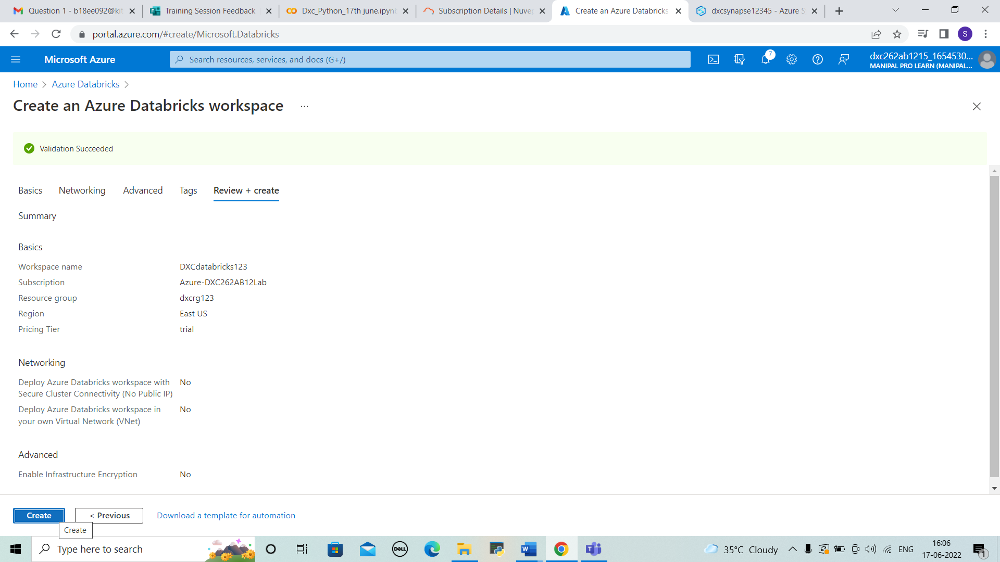 Question 1 - b18ee092@kit
Training Session Feedback
Dxc_Python_17th june.ipynb
Subscription Details | Nuvep
Create an Azure Databricks
dxcsynapse12345 - Azure S
portal.azure.com/#create/Microsoft.Databricks
S
Microsoft Azure
Search resources, services, and docs (G+/)
7
dxc262ab1215_1654530...
MANIPAL PRO LEARN (MANIPAL...
Home > Azure Databricks >
Create an Azure Databricks workspace ...
Validation Succeeded
Basics Networking Advanced Tags Review + create
Summary
Basics
Workspace name DXCdatabricks123
Subscription Azure-DXC262AB12Lab
Resource group dxcrg123
Region East US
Pricing Tier trial
Networking
Deploy Azure Databricks workspace with No
Secure Cluster Connectivity (No Public IP)
Deploy Azure Databricks workspace in No
your own Virtual Network (VNet)
Advanced
Enable Infrastructure Encryption No
Create < Previous Download a template for automation
Create
Type here to search
DELL
35°C Cloudy
ENG
16:06
17-06-2022
1